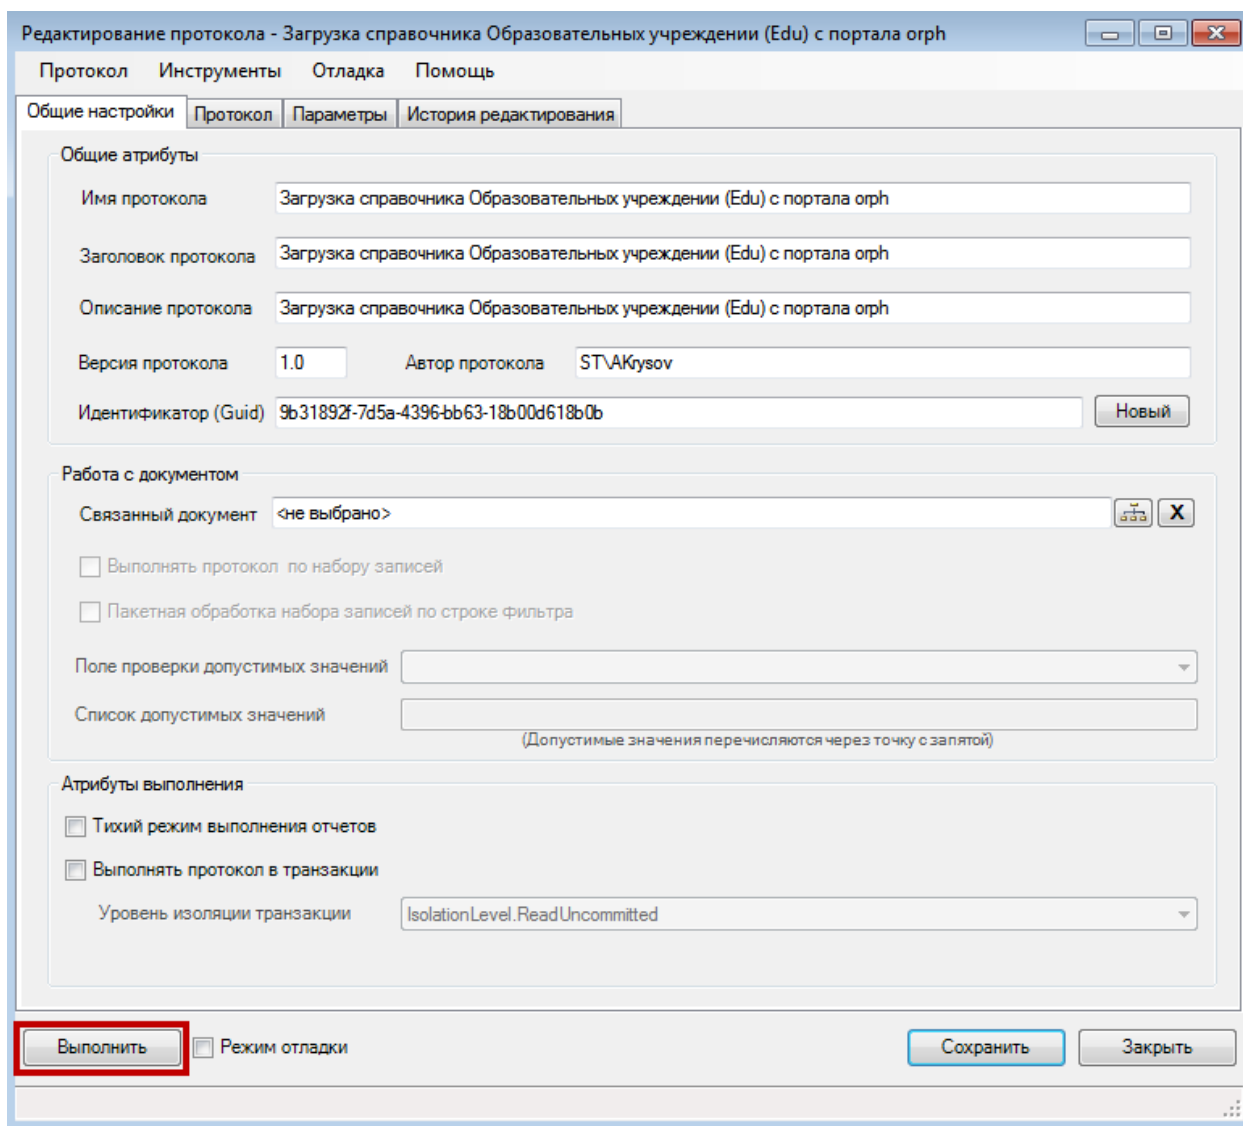 Редактирование протокола - Загрузка справочника Образовательных учреждении (Edu) с портала orph
Протокол Инструменты Отладка Помощь
Общие настройки Протокол Параметры История редактирования
Общие атрибуты
Имя протокола Загрузка справочника Образовательных учреждении (Edu) с портала orph
Заголовок протокола Загрузка справочника Образовательных учреждении (Edu) с портала orph
Описание протокола Загрузка справочника Образовательных учреждении (Edu) с портала orph
Версия протокола 1.0 Автор протокола ST\AKrysov
Идентификатор (Guid) 9b31892f-7d5a-4396-bb63-18b00d618b0b Новый
Работа с документом
Связанный документ <не выбрано> X
Выполнять протокол по набору записей
Пакетная обработка набора записей по строке фильтра
Поле проверки допустимых значений
Список допустимых значений
(Допустимые значения перечисляются через точку с запятой)
Атрибуты выполнения
Тихий режим выполнения отчетов
Выполнять протокол в транзакции
Уровень изоляции транзакции IsolationLevel.ReadUncommitted
Выполнить Режим отладки Сохранить Закрыть